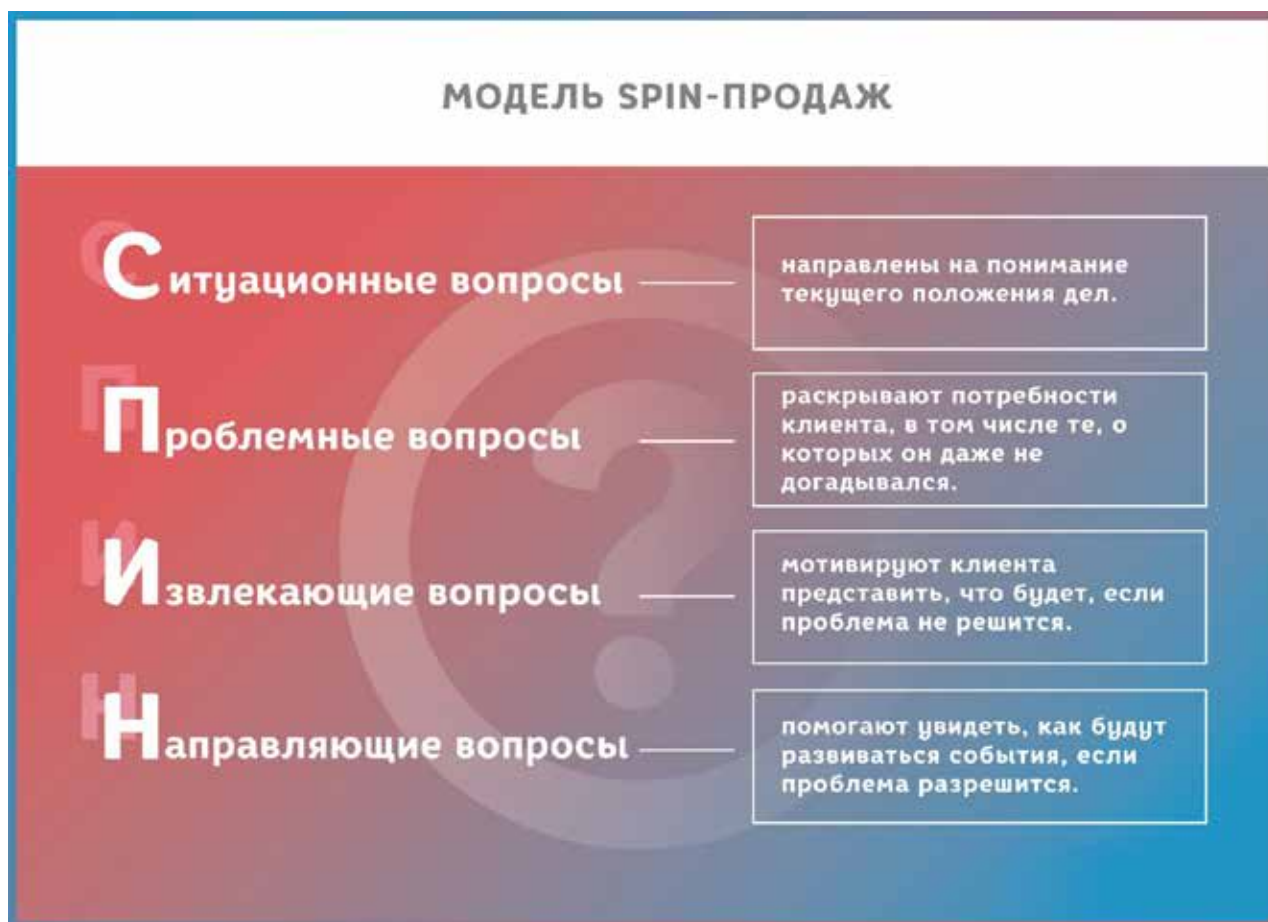 МОДЕЛЬ SPIN-ПРОДАЖ
Ситуационные вопросы
направлены на понимание
текущего положения дел.
Проблемные вопросы
раскрывают потребности
клиента, в том числе те, о
которых он даже не
догадывался.
Извлекающие вопросы
мотивируют клиента
представить, что будет, если
проблема не решится.
Направляющие вопросы
помогают увидеть, как будут
развиваться события, если
проблема разрешится.